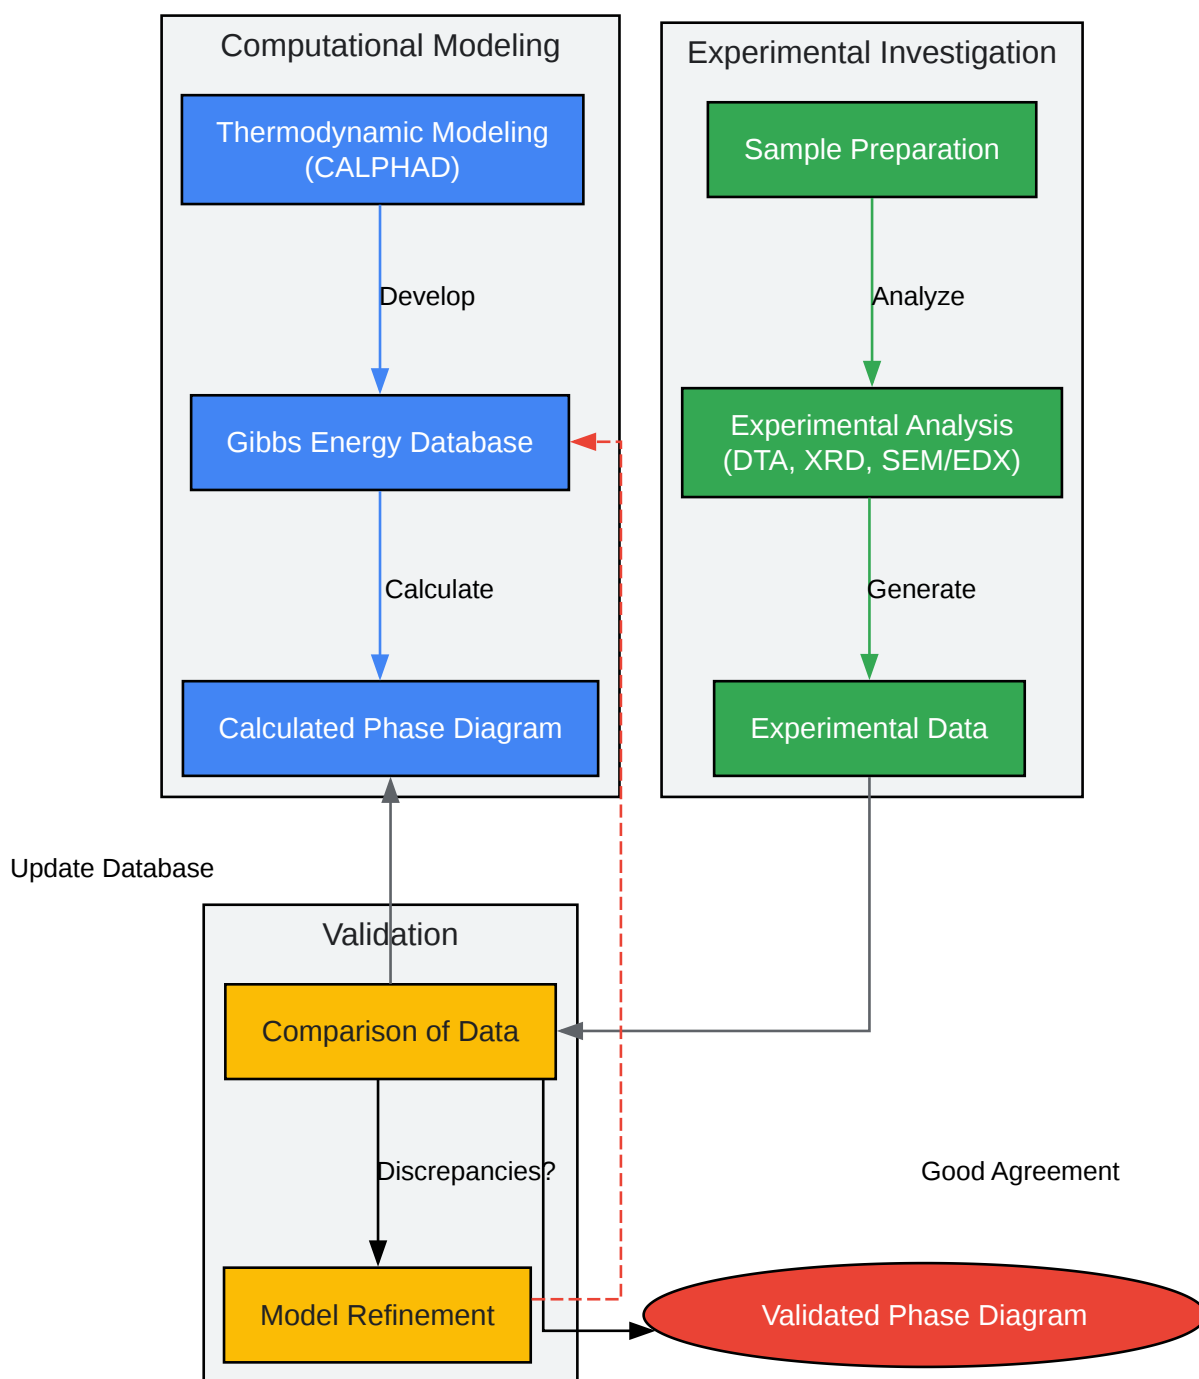 Computational Modeling
Thermodynamic Modeling
(CALPHAD)
Develop
Gibbs Energy Database
Calculate
Calculated Phase Diagram
Experimental Investigation
Sample Preparation
Analyze
Experimental Analysis
(DTA, XRD, SEM/EDX)
Generate
Experimental Data
Update Database
Validation
Comparison of Data
Discrepancies?
Good Agreement
Model Refinement
Validated Phase Diagram